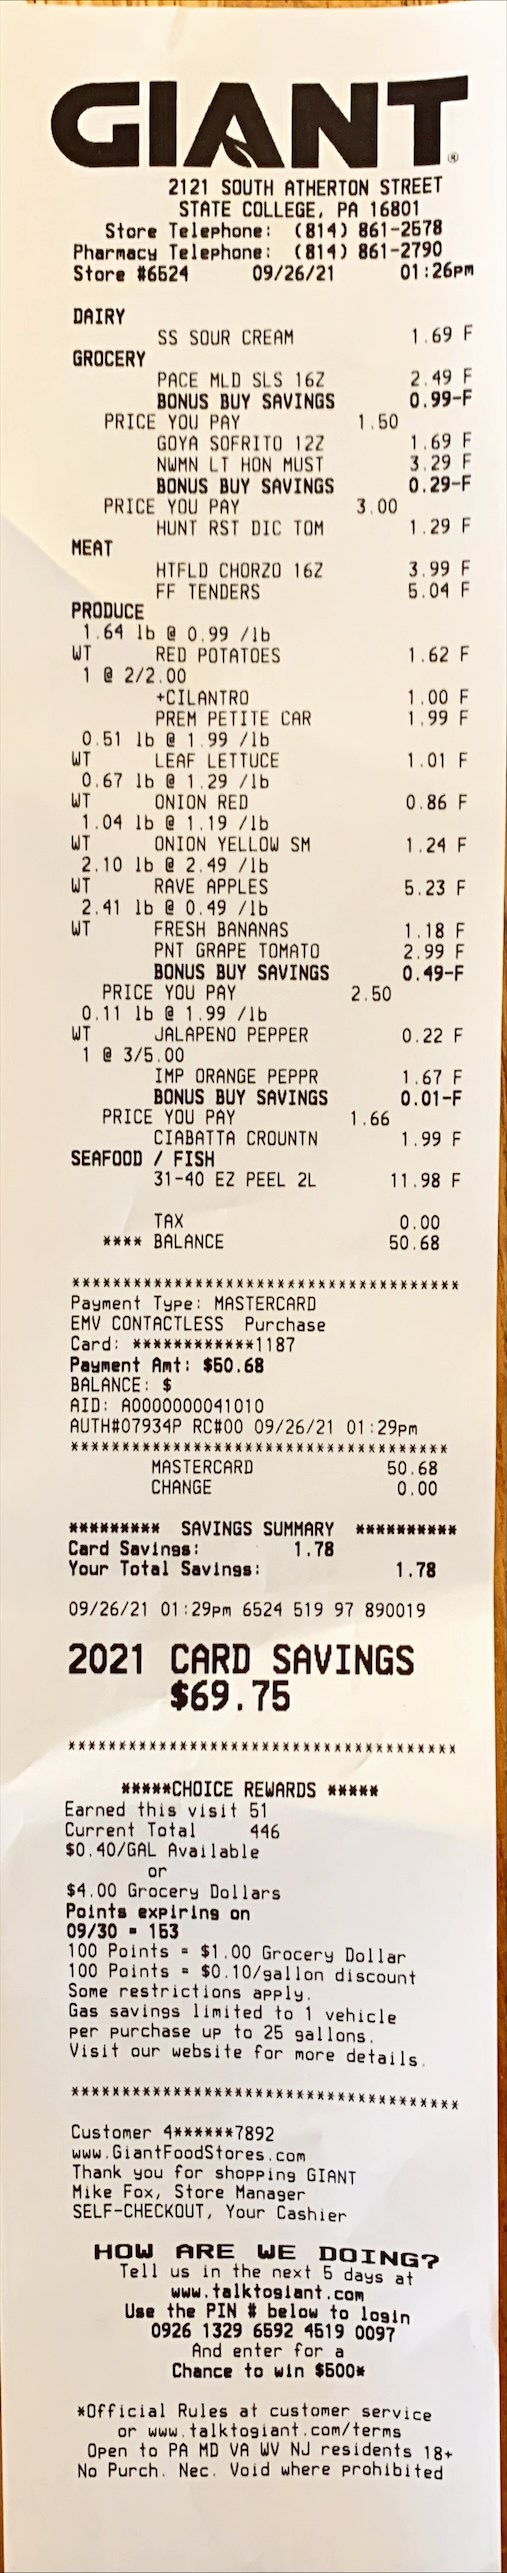 GIANT®
2121 SOUTH ATHERTON STREET
STATE COLLEGE, PA 16801
Store Telephone: (814) 861-2578
Pharmacy Telephone: (814) 861-2790
Store #6524 09/26/21 01:26pm
DAIRY
SS SOUR CREAM 1.69 F
GROCERY
PACE MLD SLS 16Z 2.49 F
BONUS BUY SAVINGS 0.99-F
PRICE YOU PAY 1.50
GOYA SOFRITO 12Z 1.69 F
NWMN LT HON MUST 3.29 F
BONUS BUY SAVINGS 0.29-F
PRICE YOU PAY 3.00
HUNT RST DIC TOM 1.29 F
MEAT
HTFLD CHORZO 16Z 3.99 F
FF TENDERS 5.04 F
PRODUCE
1.64 lb @ 0.99 /lb
WT RED POTATOES 1.62 F
1 @ 2/2.00
+CILANTRO 1.00 F
PREM PETITE CAR 1.99 F
0.51 lb @ 1.99 /lb
WT LEAF LETTUCE 1.01 F
0.67 lb @ 1.29 /lb
WT ONION RED 0.86 F
1.04 lb @ 1.19 /lb
WT ONION YELLOW SM 1.24 F
2.10 lb @ 2.49 /lb
WT RAVE APPLES 5.23 F
2.41 lb @ 0.49 /lb
WT FRESH BANANAS 1.18 F
PNT GRAPE TOMATO 2.99 F
BONUS BUY SAVINGS 0.49-F
PRICE YOU PAY 2.50
0.11 lb @ 1.99 /lb
WT JALAPENO PEPPER 0.22 F
1 @ 3/5.00
IMP ORANGE PEPPR 1.67 F
BONUS BUY SAVINGS 0.01-F
PRICE YOU PAY 1.66
CIABATTA CROUNTN 1.99 F
SEAFOOD / FISH
31-40 EZ PEEL 2L 11.98 F
TAX 0.00
**** BALANCE 50.68
**************************************
Payment Type: MASTERCARD
EMV CONTACTLESS Purchase
Card: ************1187
Payment Amt: $50.68
BALANCE: $
AID: A0000000041010
AUTH#07934P RC#00 09/26/21 01:29pm
*************************************
MASTERCARD 50.68
CHANGE 0.00
********* SAVINGS SUMMARY **********
Card Savings: 1.78
Your Total Savings: 1.78
09/26/21 01:29pm 6524 519 97 890019
2021 CARD SAVINGS
$69.75
**************************************
*****CHOICE REWARDS *****
Earned this visit 51
Current Total 446
$0.40/GAL Available
or
$4.00 Grocery Dollars
Points expiring on
09/30 = 153
100 Points = $1.00 Grocery Dollar
100 Points = $0.10/gallon discount
Some restrictions apply.
Gas savings limited to 1 vehicle
per purchase up to 25 gallons.
Visit our website for more details.
**************************************
Customer 4******7892
www.GiantFoodStores.com
Thank you for shopping GIANT
Mike Fox, Store Manager
SELF-CHECKOUT, Your Cashier
HOW ARE WE DOING?
Tell us in the next 5 days at
www.talktogiant.com
Use the PIN # below to login
0926 1329 6592 4519 0097
And enter for a
Chance to win $500*
*Official Rules at customer service
or www.talktogiant.com/terms
Open to PA MD VA WV NJ residents 18+
No Purch. Nec. Void where prohibited